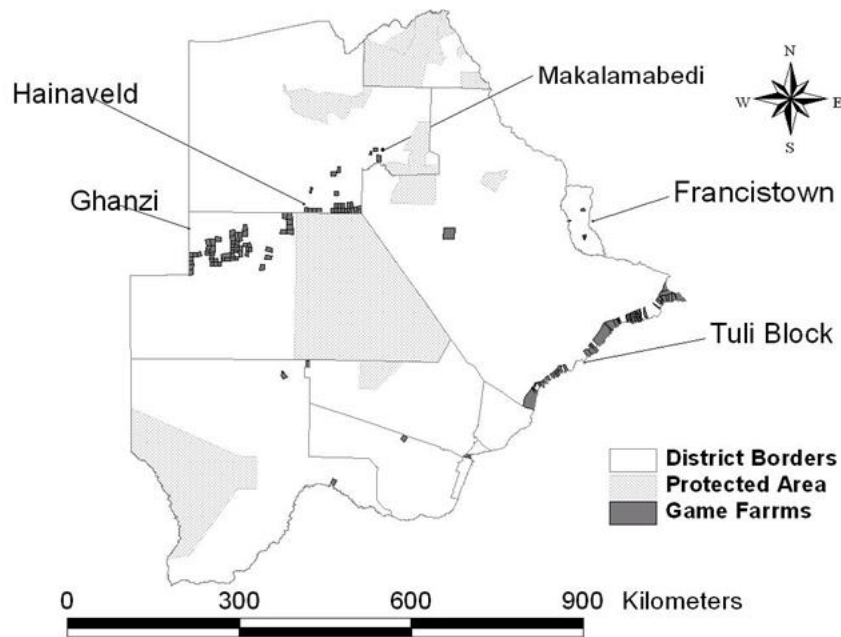 N
W E
S
Makalamabedi
Hainaveld
Ghanzi
Francistown
Tuli Block
District Borders
Protected Area
Game Farrms
0 300 600 900 Kilometers